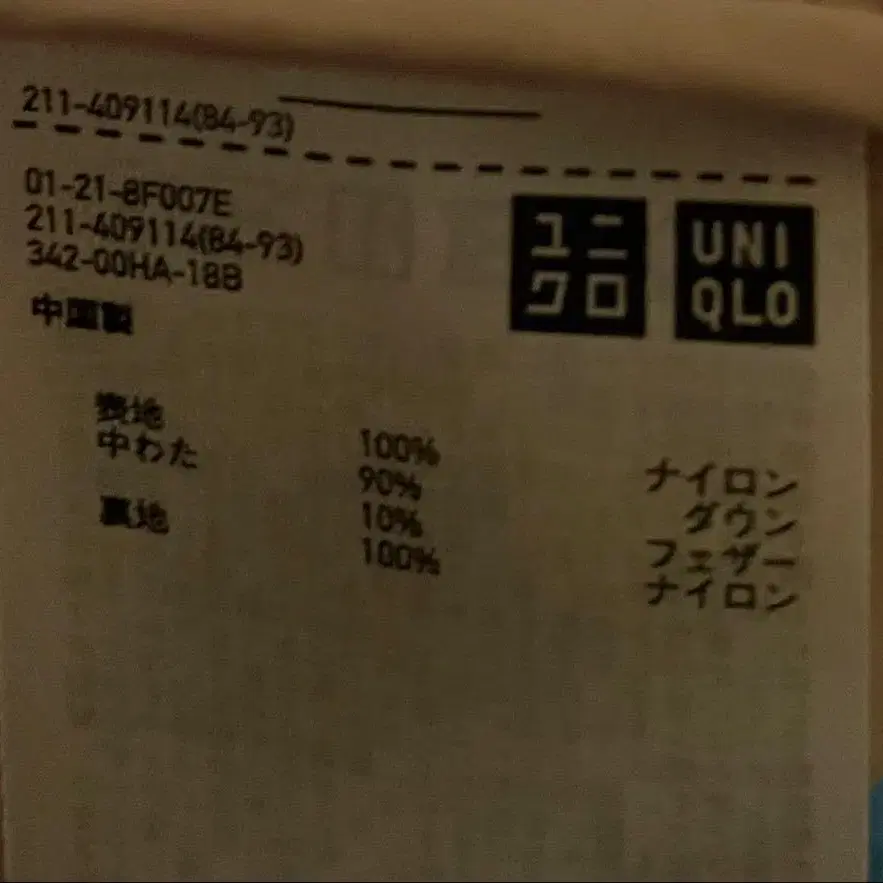 211-409114(84-93)
01-21-8F007E
211-409114(84-93)
342-00HA-18B
中国製
ユニ
クロ
UNI
QLO
表地 100% ナイロン
中わた 90% ダウン
10% フェザー
裏地 100% ナイロン